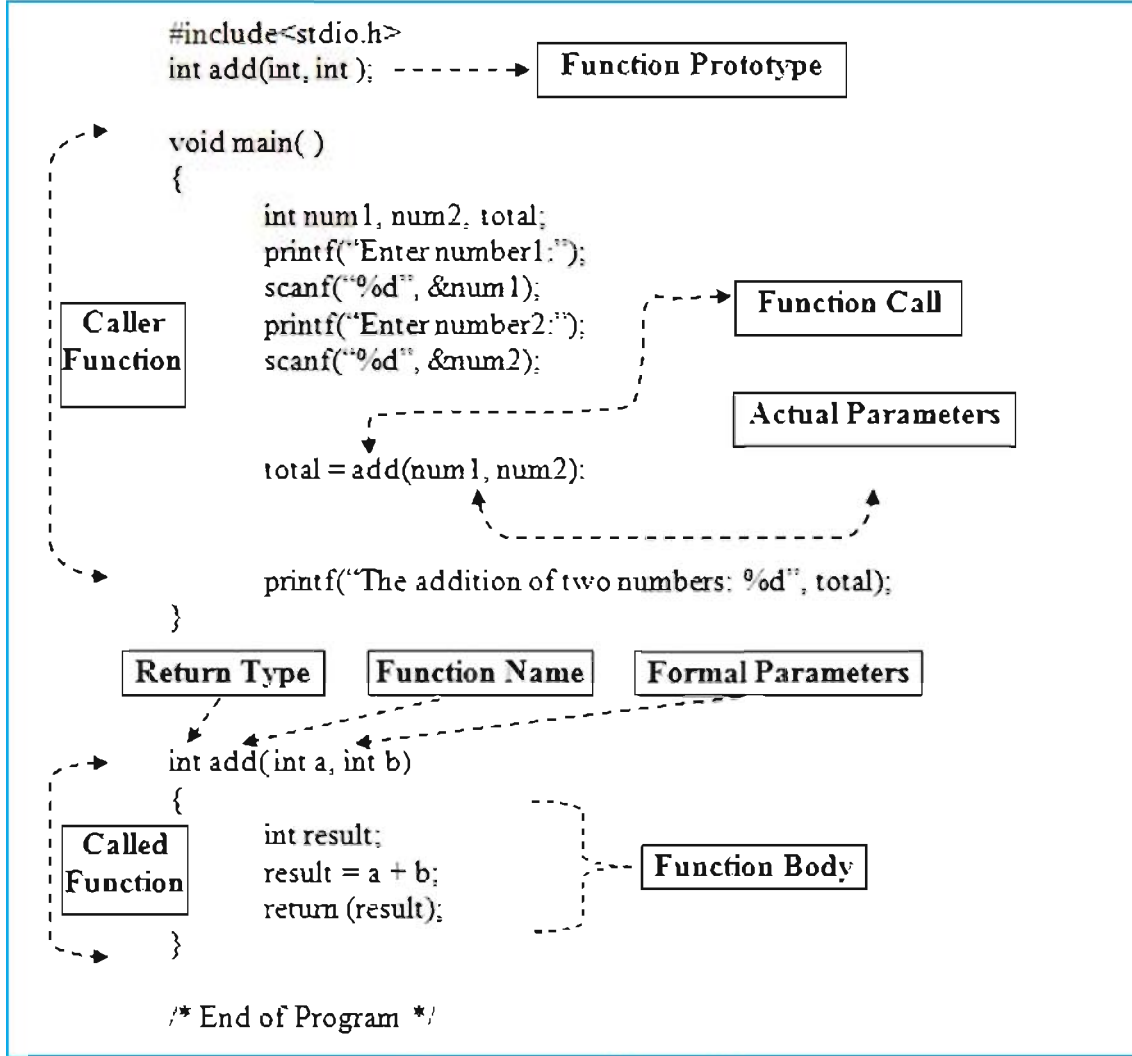 #include<stdio.h>
int add(int, int ); Function Prototype
void main( )
{
int num1, num2, total;
printf("Enter number1:");
scanf("%d", &num1);
Function Call
Caller
Function
printf("Enter number2:");
scanf("%d", &num2);
Actual Parameters
total = add(num1, num2):
printf("The addition of two numbers: %d", total);
}
Return Type Function Name Formal Parameters
int add( int a, int b)
{
Called
Function
int result;
result = a + b;
return (result);
Function Body
}
/* End of Program */